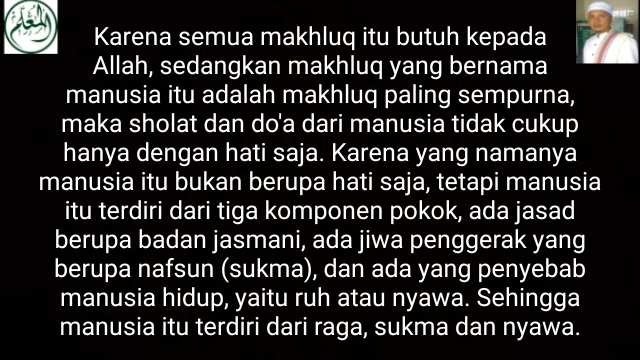 المعلم
Karena semua makhluq itu butuh kepada
Allah, sedangkan makhluq yang bernama
manusia itu adalah makhluq paling sempurna,
maka sholat dan do'a dari manusia tidak cukup
hanya dengan hati saja. Karena yang namanya
manusia itu bukan berupa hati saja, tetapi manusia
itu terdiri dari tiga komponen pokok, ada jasad
berupa badan jasmani, ada jiwa penggerak yang
berupa nafsun (sukma), dan ada yang penyebab
manusia hidup, yaitu ruh atau nyawa. Sehingga
manusia itu terdiri dari raga, sukma dan nyawa.